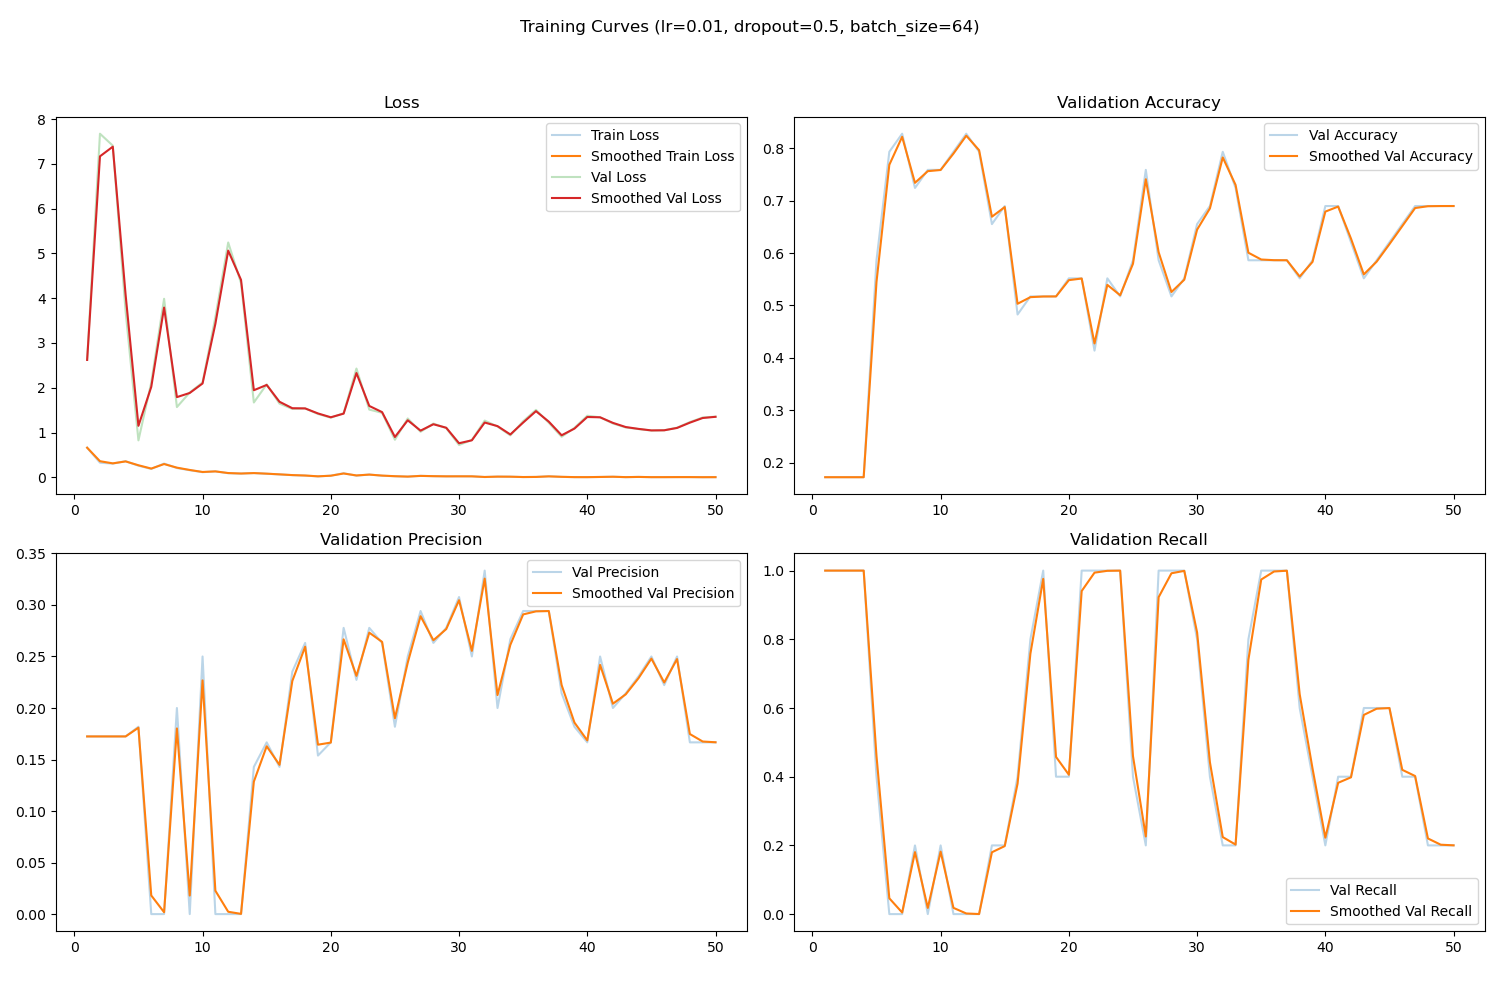 Training Curves (lr=0.01, dropout=0.5, batch_size=64)
Loss
8
7
6
5
4
3
2
1
0
0 10 20 30 40 50
Train Loss
Smoothed Train Loss
Val Loss
Smoothed Val Loss
Validation Accuracy
0.8
0.7
0.6
0.5
0.4
0.3
0.2
0 10 20 30 40 50
Val Accuracy
Smoothed Val Accuracy
Validation Precision
0.35
0.30
0.25
0.20
0.15
0.10
0.05
0.00
0 10 20 30 40 50
Val Precision
Smoothed Val Precision
Validation Recall
1.0
0.8
0.6
0.4
0.2
0.0
0 10 20 30 40 50
Val Recall
Smoothed Val Recall